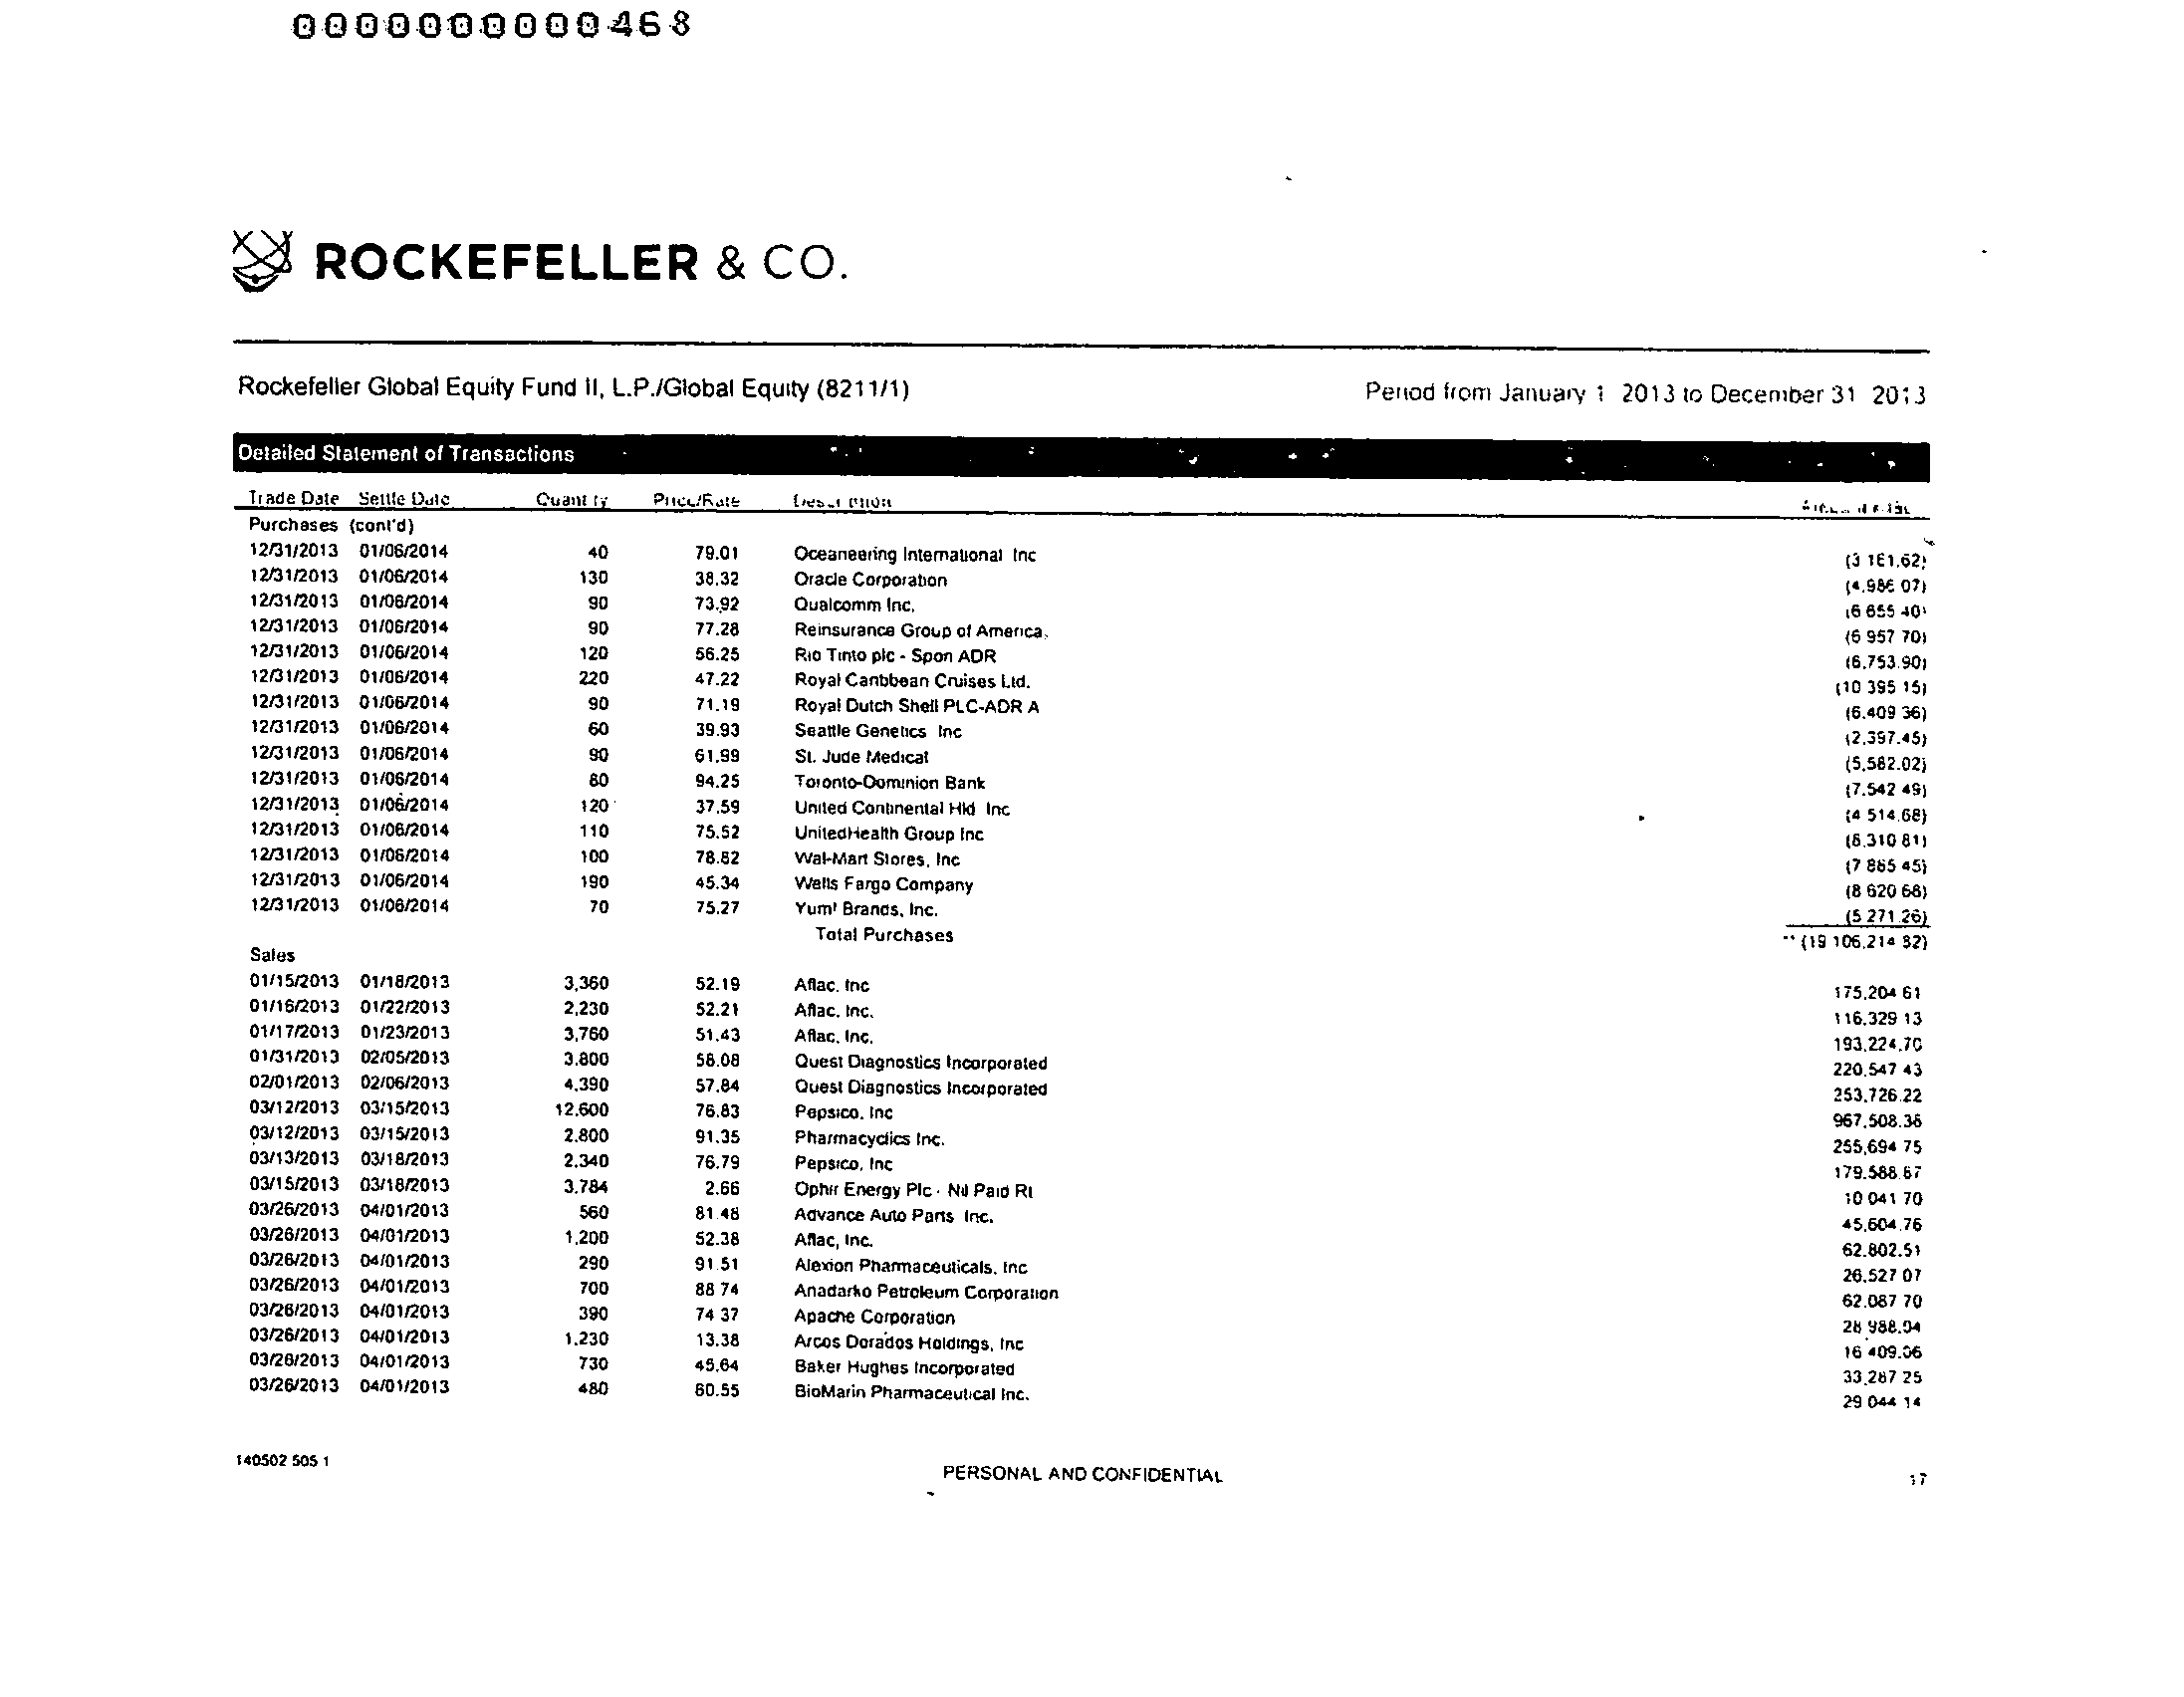 0000000000468
ROCKEFELLER & CO.
Rockefeller Global Equity Fund II, L.P./Global Equity (8211/1) Period from January 1 2013 to December 31 2013
Detailed Statement of Transactions
Trade Date Settle Date Quantity Price/Rate Description
Purchases (cont'd)
12/31/2013 01/06/2014 40 79.01 Oceaneering International Inc (3 161.62)
12/31/2013 01/06/2014 130 38.32 Oracle Corporation (4.986 07)
12/31/2013 01/06/2014 90 73.92 Qualcomm Inc. (6 655 40)
12/31/2013 01/06/2014 90 77.28 Reinsurance Group of America. (6 957 70)
12/31/2013 01/06/2014 120 56.25 Rio Tinto plc - Spon ADR (6.753.90)
12/31/2013 01/06/2014 220 47.22 Royal Caribbean Cruises Ltd. (10 395 15)
12/31/2013 01/06/2014 90 71.19 Royal Dutch Shell PLC-ADR A (6.409 36)
12/31/2013 01/06/2014 60 39.93 Seattle Genetics Inc (2.397.45)
12/31/2013 01/06/2014 90 61.99 St. Jude Medical (5.582.02)
12/31/2013 01/06/2014 80 94.25 Toronto-Dominion Bank (7.542 49)
12/31/2013 01/06/2014 120 37.59 United Continental Hld Inc (4 514.68)
12/31/2013 01/06/2014 110 75.52 UnitedHealth Group Inc (8.310 81)
12/31/2013 01/06/2014 100 78.82 Wal-Mart Stores, Inc (7 885 45)
12/31/2013 01/06/2014 190 45.34 Wells Fargo Company (8 620 68)
12/31/2013 01/06/2014 70 75.27 Yum! Brands, Inc. (5 271.26)
Total Purchases (19 106.214 82)
Sales
01/15/2013 01/18/2013 3,360 52.19 Aflac, Inc 175,204 61
01/16/2013 01/22/2013 2,230 52.21 Aflac, Inc. 116.329 13
01/17/2013 01/23/2013 3,760 51.43 Aflac, Inc. 193,224.70
01/31/2013 02/05/2013 3.800 58.08 Quest Diagnostics Incorporated 220.547 43
02/01/2013 02/06/2013 4,390 57.84 Quest Diagnostics Incorporated 253.726.22
03/12/2013 03/15/2013 12,600 76.83 Pepsico, Inc 967,508.36
03/12/2013 03/15/2013 2.800 91.35 Pharmacyclics Inc. 255,694 75
03/13/2013 03/18/2013 2.340 76.79 Pepsico, Inc 179.588.67
03/15/2013 03/18/2013 3.784 2.66 Ophir Energy Plc - Nil Paid Rt 10 041 70
03/26/2013 04/01/2013 560 81.48 Advance Auto Parts Inc. 45,604.76
03/26/2013 04/01/2013 1,200 52.38 Aflac, Inc. 62.802.51
03/26/2013 04/01/2013 290 91.51 Alexion Pharmaceuticals, Inc 26.527 07
03/26/2013 04/01/2013 700 88 74 Anadarko Petroleum Corporation 62.087 70
03/26/2013 04/01/2013 390 74 37 Apache Corporation 28 988.94
03/26/2013 04/01/2013 1,230 13.38 Arcos Dorados Holdings, Inc 16 409.06
03/26/2013 04/01/2013 730 45.64 Baker Hughes Incorporated 33.287 25
03/26/2013 04/01/2013 480 60.55 BioMarin Pharmaceutical Inc. 29 044 14
140502 505 1 PERSONAL AND CONFIDENTIAL 17